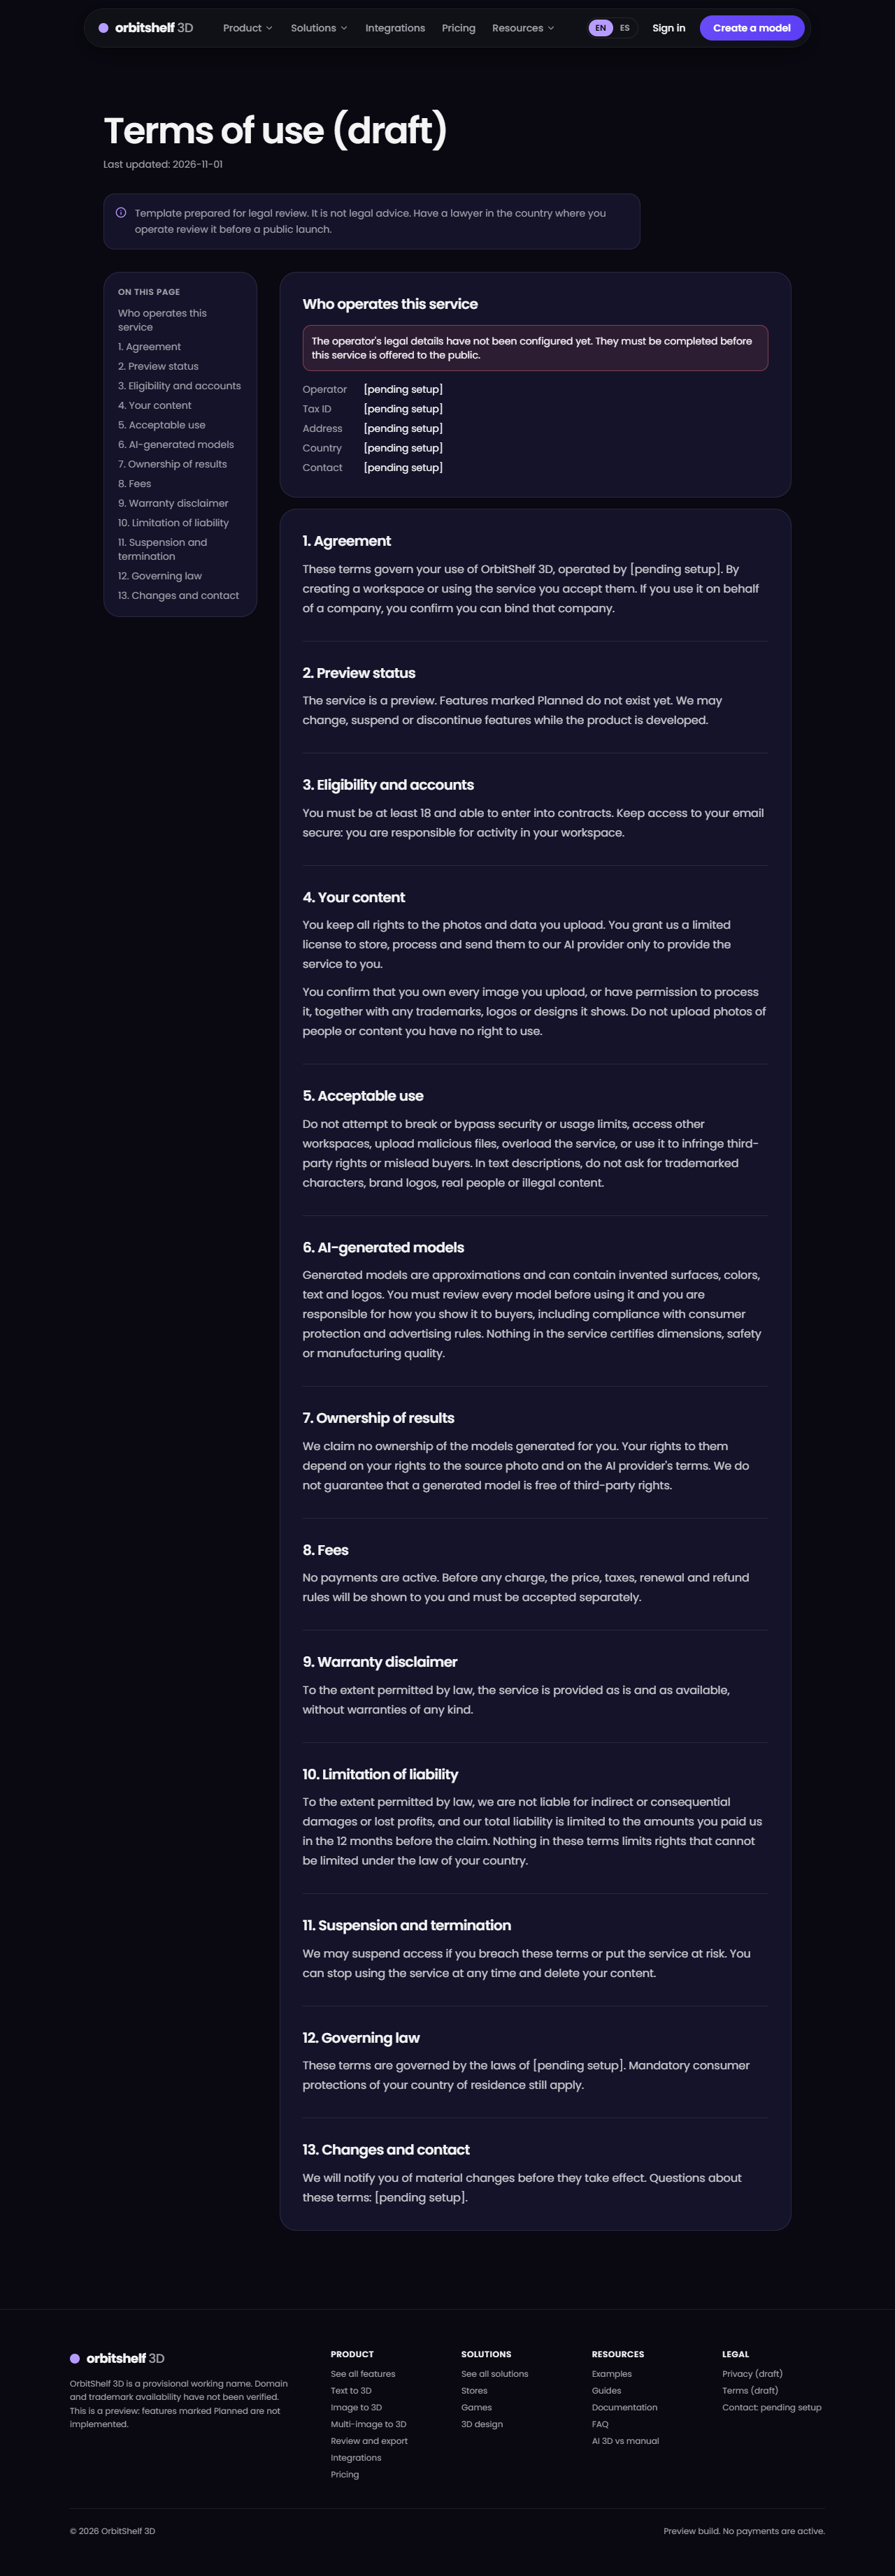 orbitshelf 3D
Product
Solutions
Integrations
Pricing
Resources
EN
ES
Sign in
Create a model
Terms of use (draft)
Last updated: 2026-11-01
Template prepared for legal review. It is not legal advice. Have a lawyer in the country where you
operate review it before a public launch.
ON THIS PAGE
Who operates this
service
1. Agreement
2. Preview status
3. Eligibility and accounts
4. Your content
5. Acceptable use
6. AI-generated models
7. Ownership of results
8. Fees
9. Warranty disclaimer
10. Limitation of liability
11. Suspension and
termination
12. Governing law
13. Changes and contact
Who operates this service
The operator's legal details have not been configured yet. They must be completed before
this service is offered to the public.
Operator [pending setup]
Tax ID [pending setup]
Address [pending setup]
Country [pending setup]
Contact [pending setup]
1. Agreement
These terms govern your use of OrbitShelf 3D, operated by [pending setup]. By
creating a workspace or using the service you accept them. If you use it on behalf
of a company, you confirm you can bind that company.
2. Preview status
The service is a preview. Features marked Planned do not exist yet. We may
change, suspend or discontinue features while the product is developed.
3. Eligibility and accounts
You must be at least 18 and able to enter into contracts. Keep access to your email
secure: you are responsible for activity in your workspace.
4. Your content
You keep all rights to the photos and data you upload. You grant us a limited
license to store, process and send them to our AI provider only to provide the
service to you.
You confirm that you own every image you upload, or have permission to process
it, together with any trademarks, logos or designs it shows. Do not upload photos of
people or content you have no right to use.
5. Acceptable use
Do not attempt to break or bypass security or usage limits, access other
workspaces, upload malicious files, overload the service, or use it to infringe third-
party rights or mislead buyers. In text descriptions, do not ask for trademarked
characters, brand logos, real people or illegal content.
6. AI-generated models
Generated models are approximations and can contain invented surfaces, colors,
text and logos. You must review every model before using it and you are
responsible for how you show it to buyers, including compliance with consumer
protection and advertising rules. Nothing in the service certifies dimensions, safety
or manufacturing quality.
7. Ownership of results
We claim no ownership of the models generated for you. Your rights to them
depend on your rights to the source photo and on the AI provider's terms. We do
not guarantee that a generated model is free of third-party rights.
8. Fees
No payments are active. Before any charge, the price, taxes, renewal and refund
rules will be shown to you and must be accepted separately.
9. Warranty disclaimer
To the extent permitted by law, the service is provided as is and as available,
without warranties of any kind.
10. Limitation of liability
To the extent permitted by law, we are not liable for indirect or consequential
damages or lost profits, and our total liability is limited to the amounts you paid us
in the 12 months before the claim. Nothing in these terms limits rights that cannot
be limited under the law of your country.
11. Suspension and termination
We may suspend access if you breach these terms or put the service at risk. You
can stop using the service at any time and delete your content.
12. Governing law
These terms are governed by the laws of [pending setup]. Mandatory consumer
protections of your country of residence still apply.
13. Changes and contact
We will notify you of material changes before they take effect. Questions about
these terms: [pending setup].
orbitshelf 3D
OrbitShelf 3D is a provisional working name. Domain
and trademark availability have not been verified.
This is a preview: features marked Planned are not
implemented.
PRODUCT
See all features
Text to 3D
Image to 3D
Multi-image to 3D
Review and export
Integrations
Pricing
SOLUTIONS
See all solutions
Stores
Games
3D design
RESOURCES
Examples
Guides
Documentation
FAQ
AI 3D vs manual
LEGAL
Privacy (draft)
Terms (draft)
Contact: pending setup
© 2026 OrbitShelf 3D
Preview build. No payments are active.